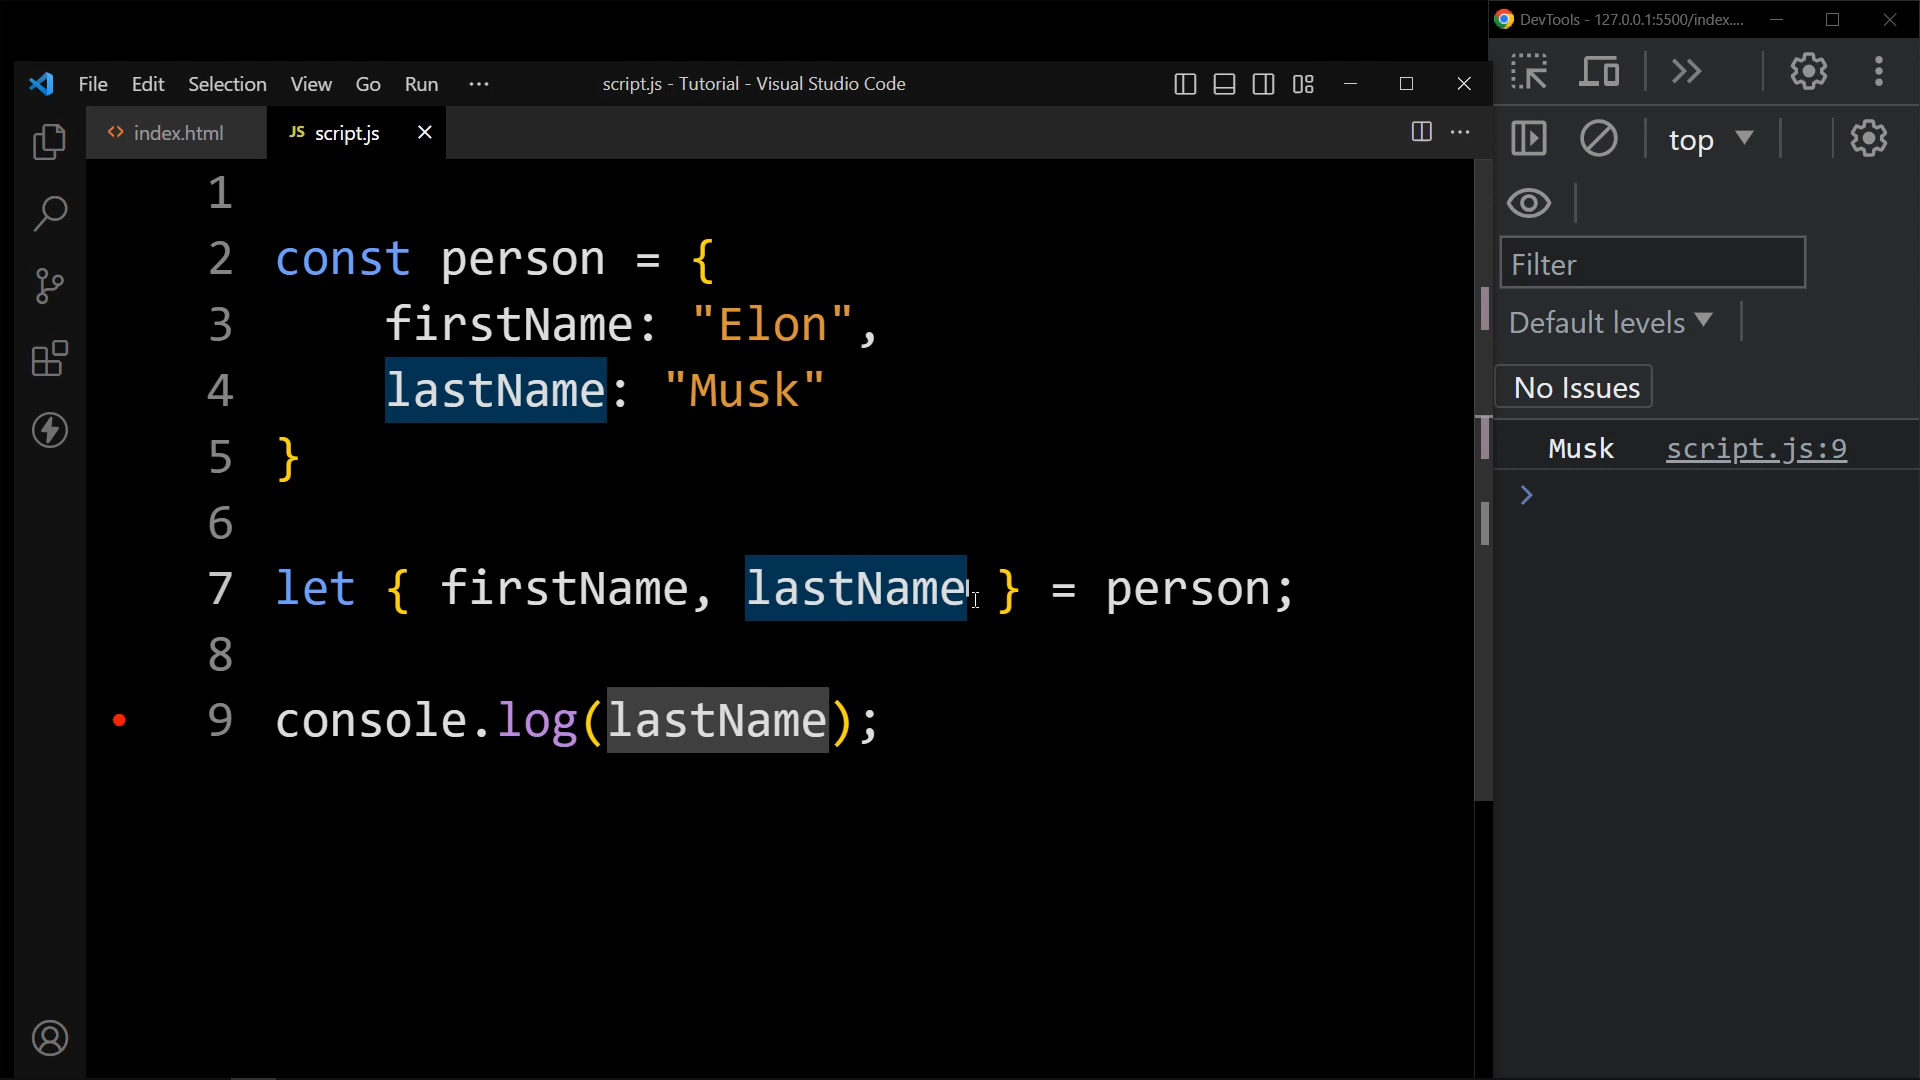 DevTools - 127.0.0.1:5500/index....
File Edit Selection View Go Run ··· script.js - Tutorial - Visual Studio Code
<> index.html JS script.js
top
Filter
Default levels
No Issues
Musk script.js:9
>
1
2 const person = {
3 firstName: "Elon",
4 lastName: "Musk"
5 }
6
7 let { firstName, lastName } = person;
8
9 console.log(lastName);